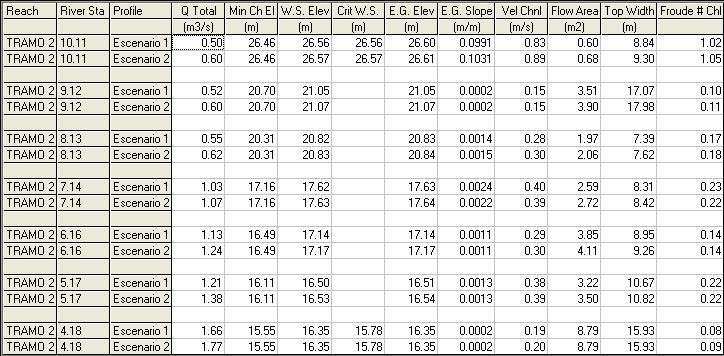 Reach River Sta Profile Q Total Min Ch El W.S. Elev Crit W.S. E.G. Elev E.G. Slope Vel Chnl Flow Area Top Width Froude # Chl
(m3/s) (m) (m) (m) (m) (m/m) (m/s) (m2) (m)
TRAMO 2 10.11 Escenario 1 0.50 26.46 26.56 26.56 26.60 0.0991 0.83 0.60 8.84 1.02
TRAMO 2 10.11 Escenario 2 0.60 26.46 26.57 26.57 26.61 0.1031 0.89 0.68 9.30 1.05
TRAMO 2 9.12 Escenario 1 0.52 20.70 21.05 21.05 0.0002 0.15 3.51 17.07 0.10
TRAMO 2 9.12 Escenario 2 0.60 20.70 21.07 21.07 0.0002 0.15 3.90 17.98 0.11
TRAMO 2 8.13 Escenario 1 0.55 20.31 20.82 20.83 0.0014 0.28 1.97 7.39 0.17
TRAMO 2 8.13 Escenario 2 0.62 20.31 20.83 20.84 0.0015 0.30 2.06 7.62 0.18
TRAMO 2 7.14 Escenario 1 1.03 17.16 17.62 17.63 0.0024 0.40 2.59 8.31 0.23
TRAMO 2 7.14 Escenario 2 1.07 17.16 17.63 17.64 0.0022 0.39 2.72 8.42 0.22
TRAMO 2 6.16 Escenario 1 1.13 16.49 17.14 17.14 0.0011 0.29 3.85 8.95 0.14
TRAMO 2 6.16 Escenario 2 1.24 16.49 17.17 17.17 0.0011 0.30 4.11 9.26 0.14
TRAMO 2 5.17 Escenario 1 1.21 16.11 16.50 16.51 0.0013 0.38 3.22 10.67 0.22
TRAMO 2 5.17 Escenario 2 1.38 16.11 16.53 16.54 0.0013 0.39 3.50 10.82 0.22
TRAMO 2 4.18 Escenario 1 1.66 15.55 16.35 15.78 16.35 0.0002 0.19 8.79 15.93 0.08
TRAMO 2 4.18 Escenario 2 1.77 15.55 16.35 15.78 16.35 0.0002 0.20 8.79 15.93 0.09